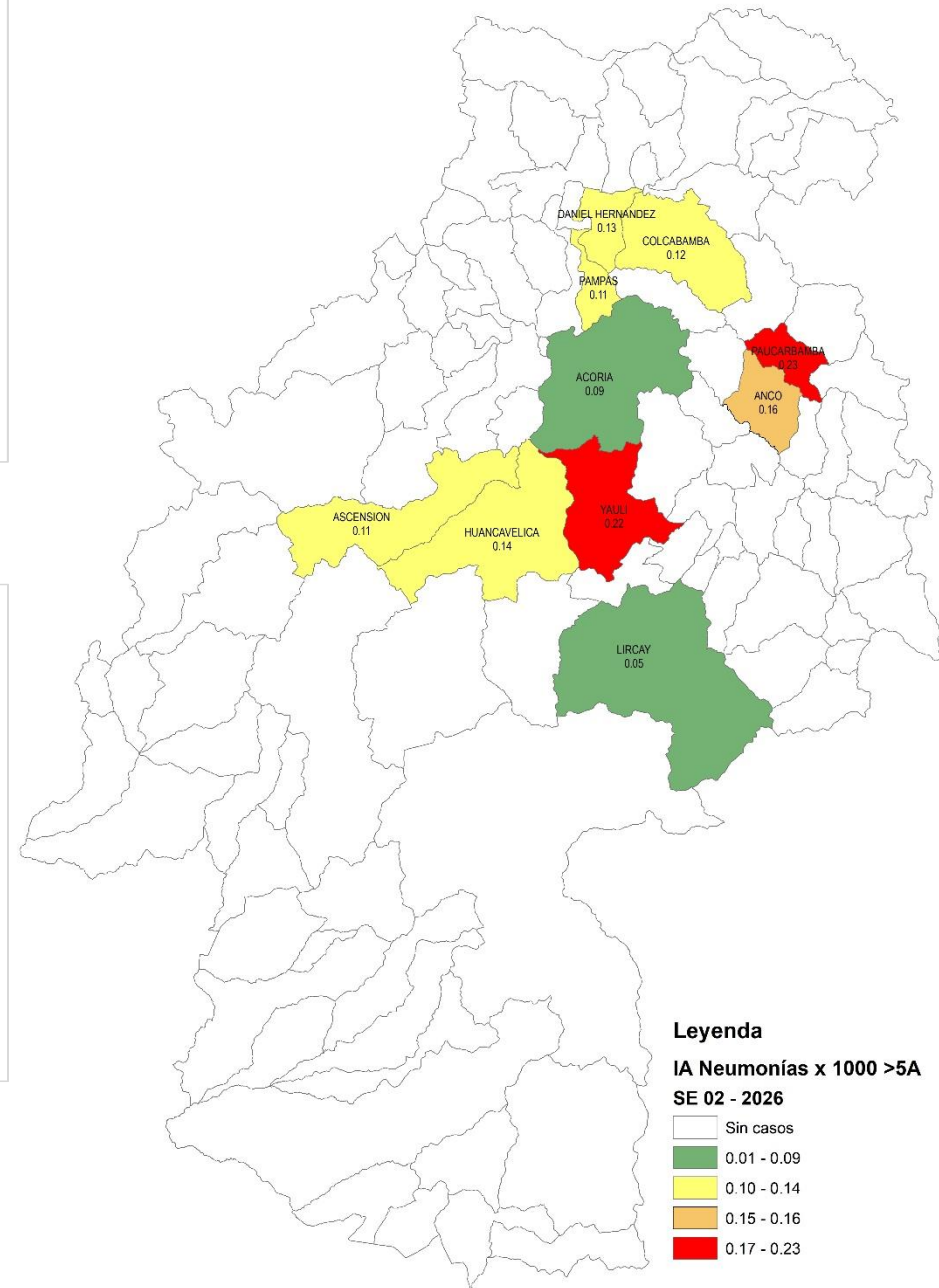 DANIEL HERNANDEZ
0.13
COLCABAMBA
0.12
PAMPAS
0.11
PAUCARBAMBA
0.23
ACORIA
0.09
ANCO
0.16
ASCENSION
0.11
HUANCAVELICA
0.14
YAULI
0.22
LIRCAY
0.05
Leyenda
IA Neumonías x 1000 >5A
SE 02 - 2026
Sin casos
0.01 - 0.09
0.10 - 0.14
0.15 - 0.16
0.17 - 0.23